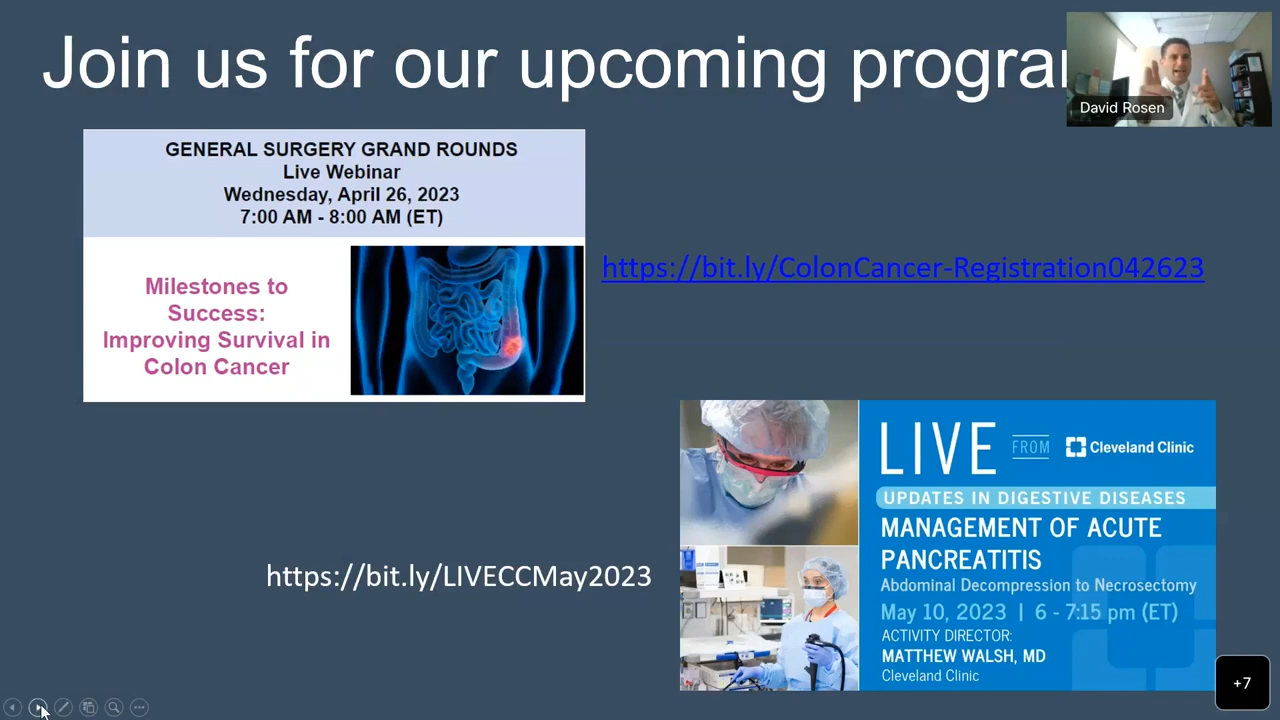 Join us for our upcoming progra
David Rosen
GENERAL SURGERY GRAND ROUNDS
Live Webinar
Wednesday, April 26, 2023
7:00 AM - 8:00 AM (ET)
Milestones to
Success:
Improving Survival in
Colon Cancer
https://bit.ly/ColonCancer-Registration042623
LIVE FROM Cleveland Clinic
UPDATES IN DIGESTIVE DISEASES
MANAGEMENT OF ACUTE
PANCREATITIS
Abdominal Decompression to Necrosectomy
May 10, 2023 | 6 - 7:15 pm (ET)
ACTIVITY DIRECTOR:
MATTHEW WALSH, MD
Cleveland Clinic
https://bit.ly/LIVECCMay2023
+7